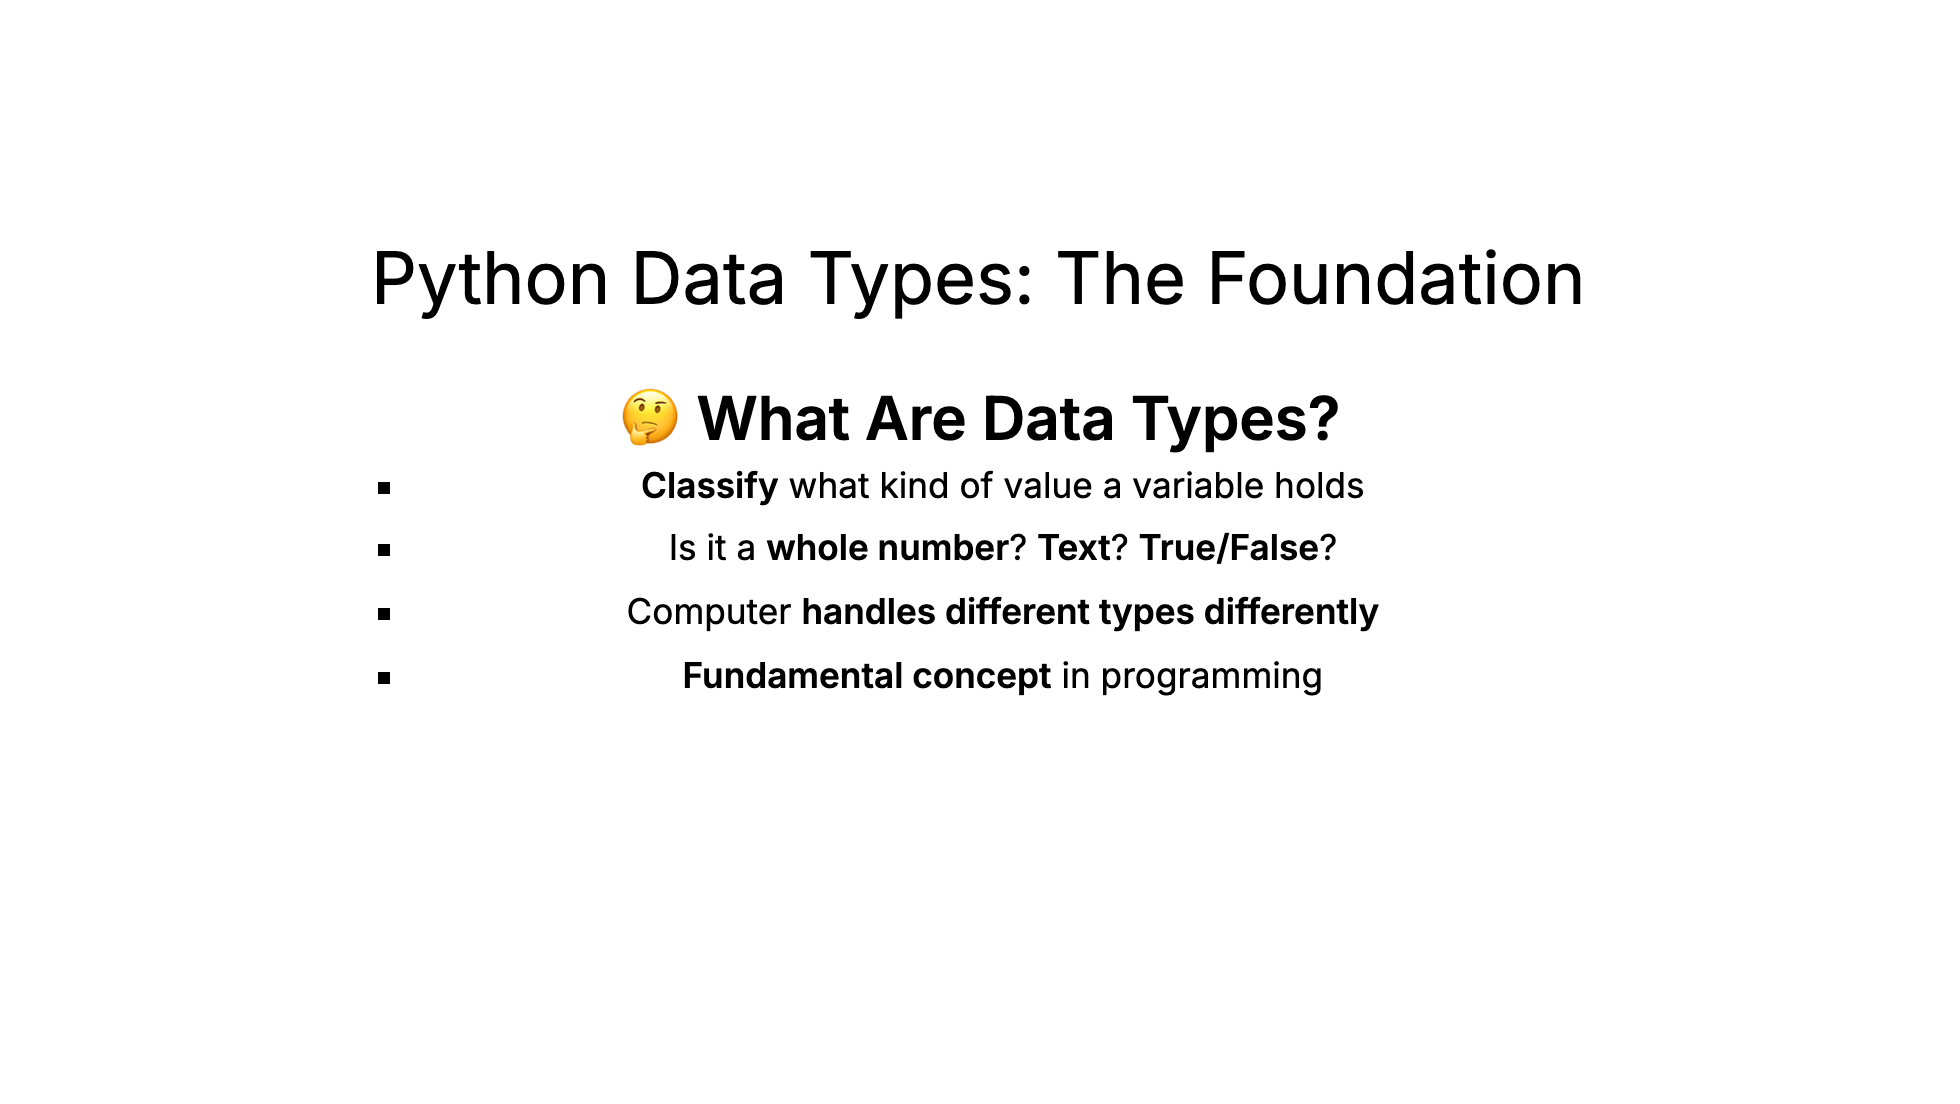 Python Data Types: The Foundation
🤔 What Are Data Types?
▪ Classify what kind of value a variable holds
▪ Is it a whole number? Text? True/False?
▪ Computer handles different types differently
▪ Fundamental concept in programming